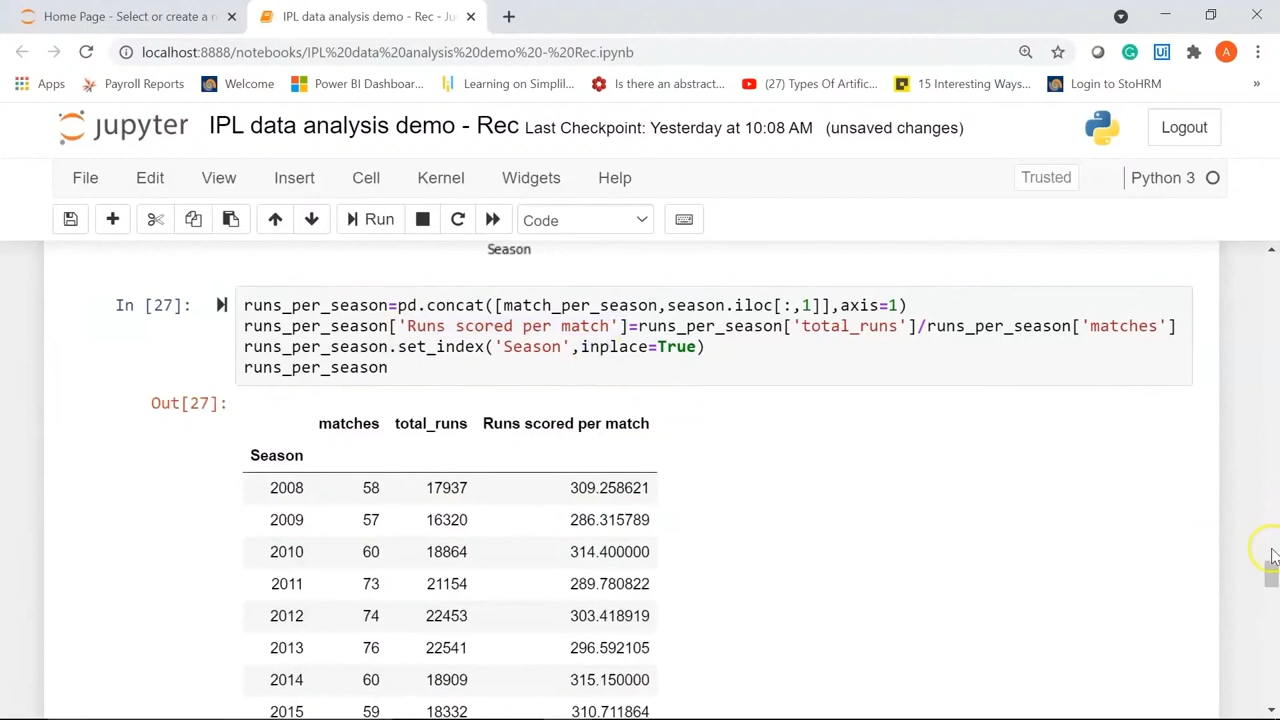 Home Page - Select or create a n
IPL data analysis demo - Rec - Ju
localhost:8888/notebooks/IPL%20data%20analysis%20demo%20-%20Rec.ipynb
A
Apps
Payroll Reports
Welcome
Power BI Dashboar...
Learning on Simplil...
Is there an abstract...
(27) Types Of Artific...
15 Interesting Ways...
Login to StoHRM
»
jupyter
IPL data analysis demo - Rec
Last Checkpoint: Yesterday at 10:08 AM (unsaved changes)
Logout
File
Edit
View
Insert
Cell
Kernel
Widgets
Help
Trusted
Python 3
Run
Code
Season
In [27]:
runs_per_season=pd.concat([match_per_season,season.iloc[:,1]],axis=1)
runs_per_season['Runs scored per match']=runs_per_season['total_runs']/runs_per_season['matches']
runs_per_season.set_index('Season',inplace=True)
runs_per_season
Out[27]:
matches total_runs Runs scored per match
Season
2008 58 17937 309.258621
2009 57 16320 286.315789
2010 60 18864 314.400000
2011 73 21154 289.780822
2012 74 22453 303.418919
2013 76 22541 296.592105
2014 60 18909 315.150000
2015 59 18332 310.711864